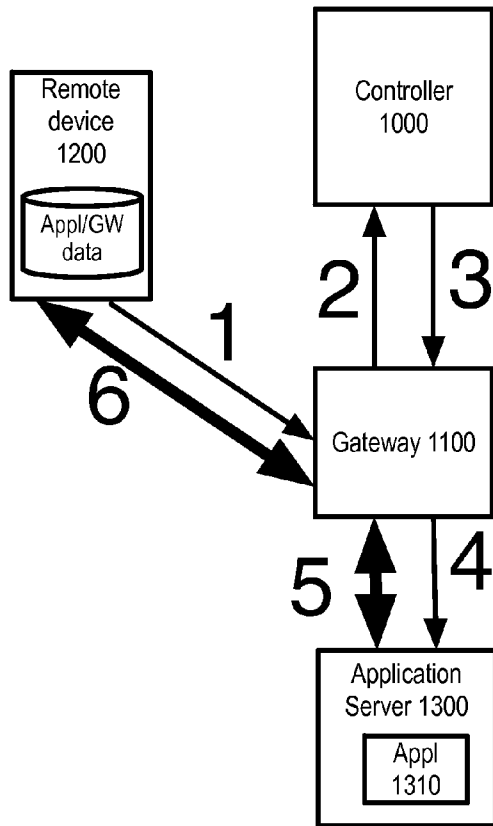 Remote
device
1200
Appl/GW
data
Controller
1000
1
2
3
6
Gateway 1100
5
4
Application
Server 1300
Appl
1310